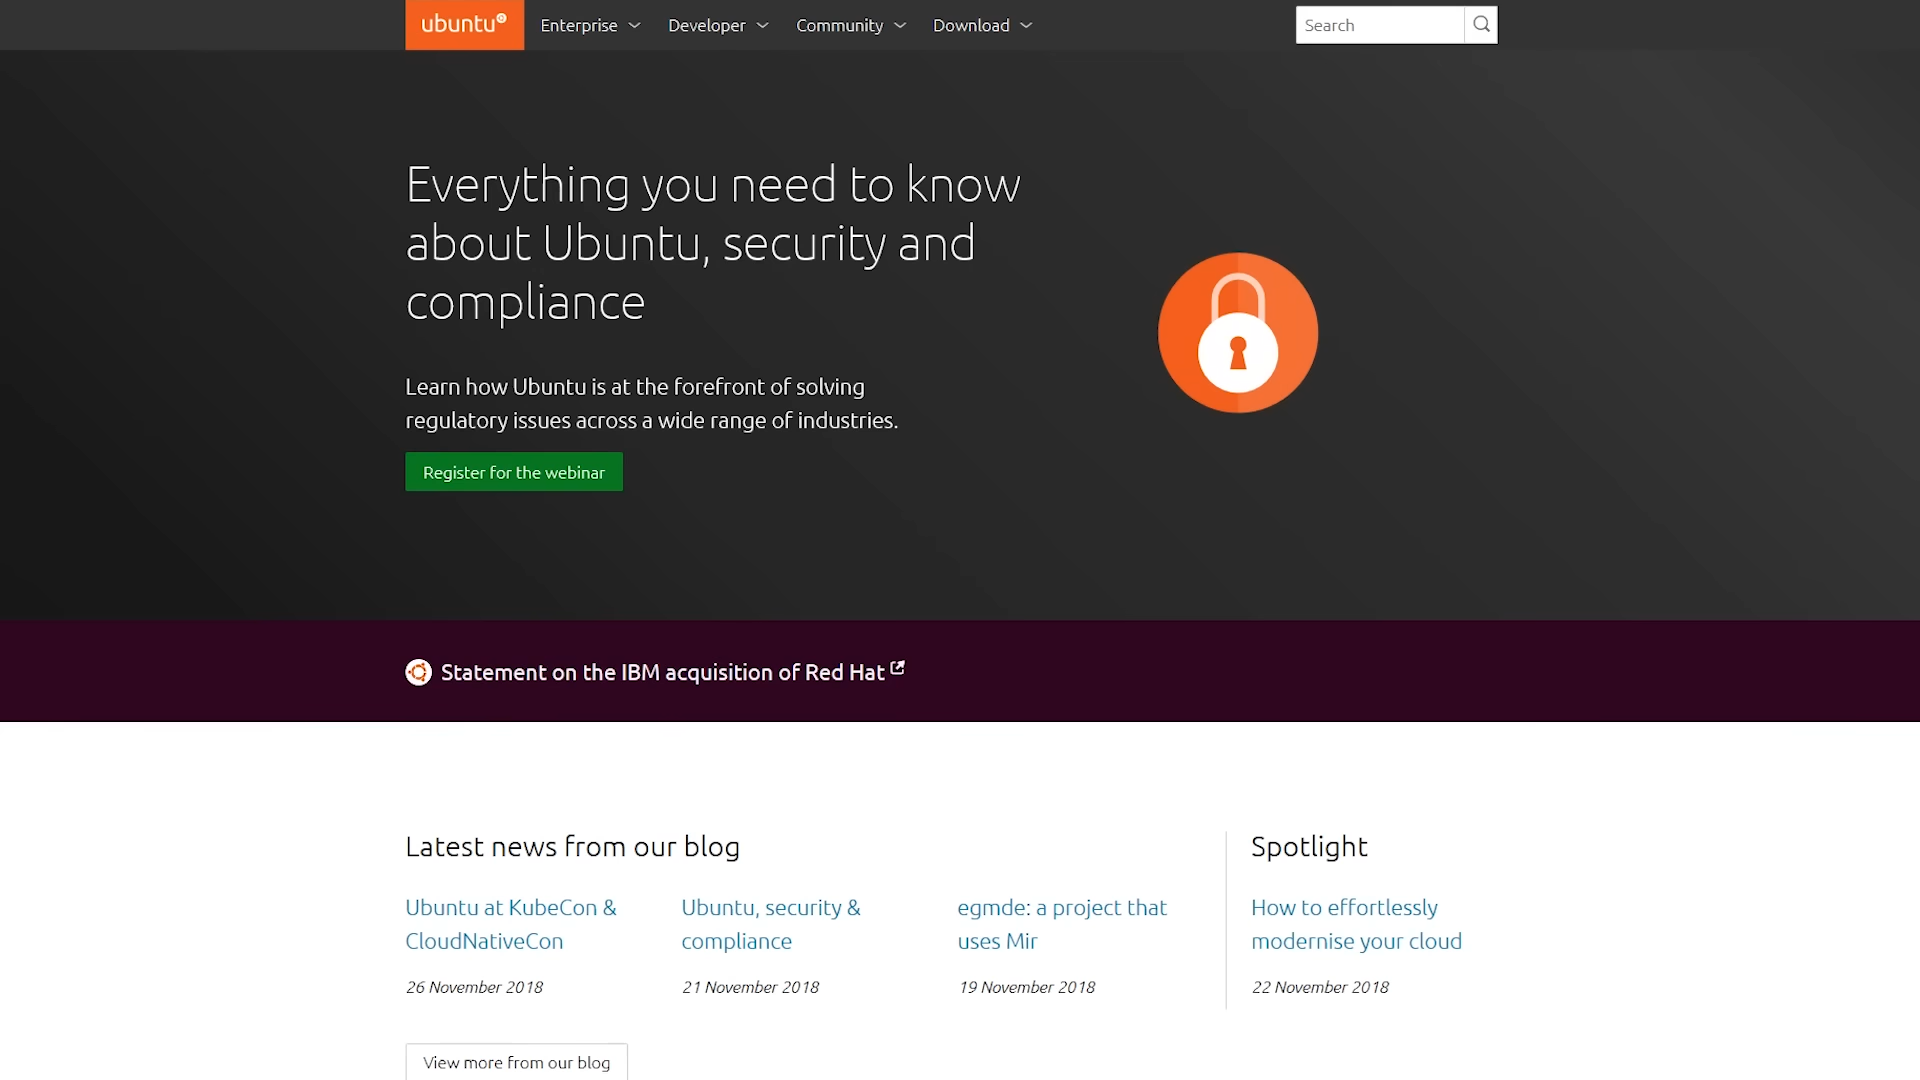 ubuntu®
Enterprise
Developer
Community
Download
Search
Everything you need to know
about Ubuntu, security and
compliance
Learn how Ubuntu is at the forefront of solving
regulatory issues across a wide range of industries.
Register for the webinar
Statement on the IBM acquisition of Red Hat
Latest news from our blog
Ubuntu at KubeCon &
CloudNativeCon
26 November 2018
Ubuntu, security &
compliance
21 November 2018
egmde: a project that
uses Mir
19 November 2018
View more from our blog
Spotlight
How to effortlessly
modernise your cloud
22 November 2018